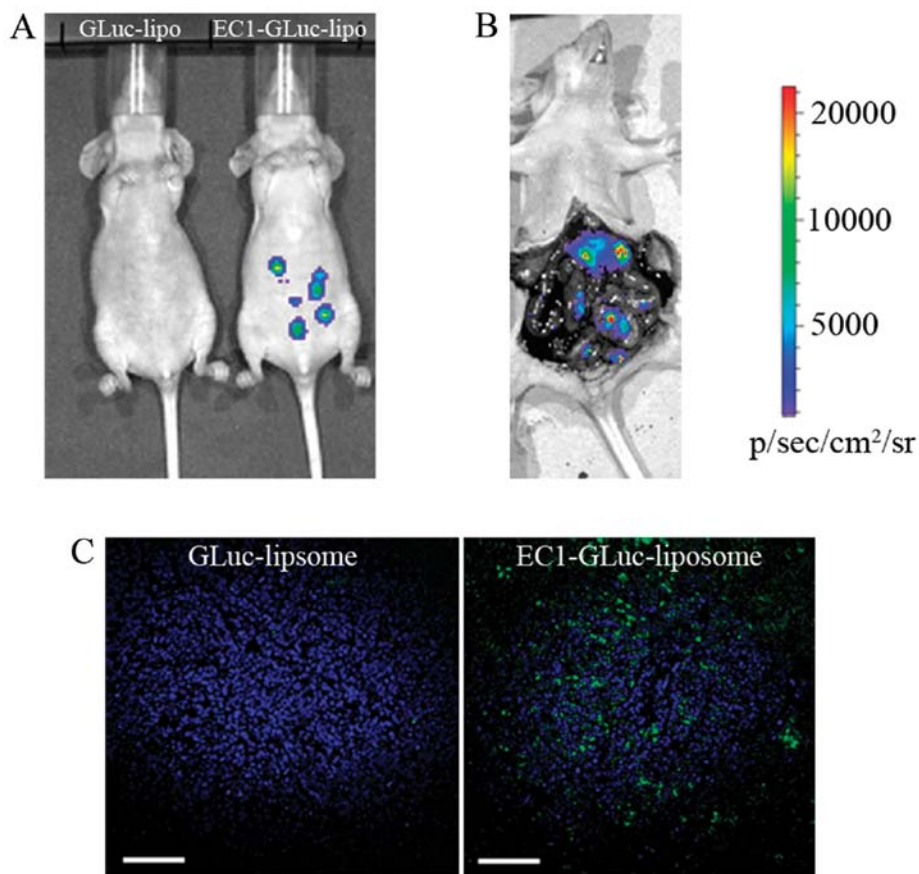 A
GLuc-lipo
EC1-GLuc-lipo
B
20000
10000
5000
p/sec/cm²/sr
C
GLuc-lipsome
EC1-GLuc-liposome